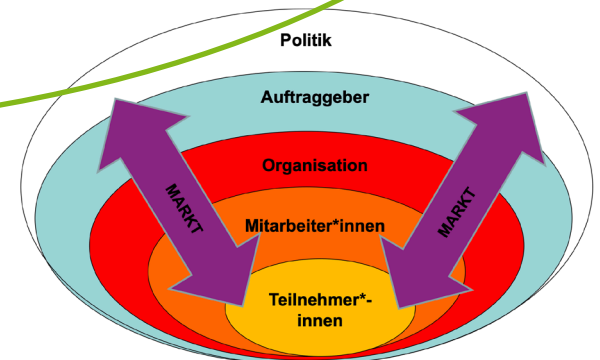 Politik
Auftraggeber
Organisation
MARKT
MARKT
Mitarbeiter*innen
Teilnehmer*-
innen